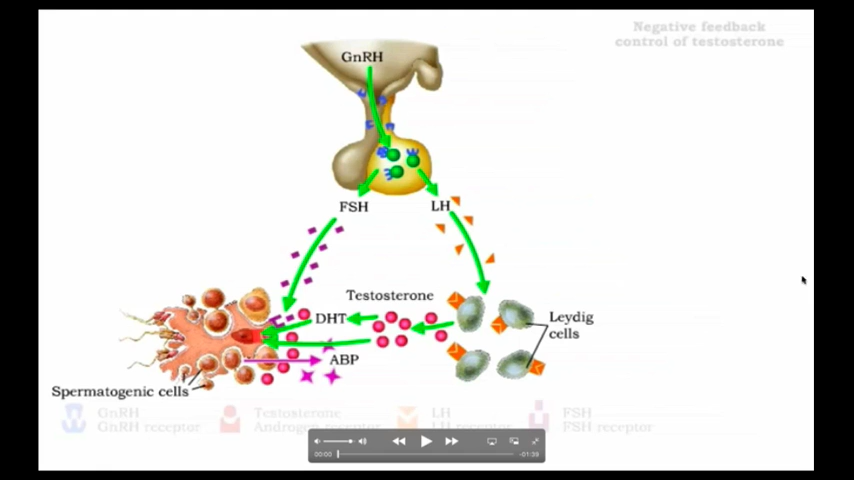 Negative feedback
control of testosterone
GnRH
FSH
LH
Testosterone
DHT
Leydig
cells
ABP
Spermatogenic cells
GnRH
GnRH receptor
Testosterone
Androgen receptor
LH
LH receptor
FSH
FSH receptor
00:00
-01:39